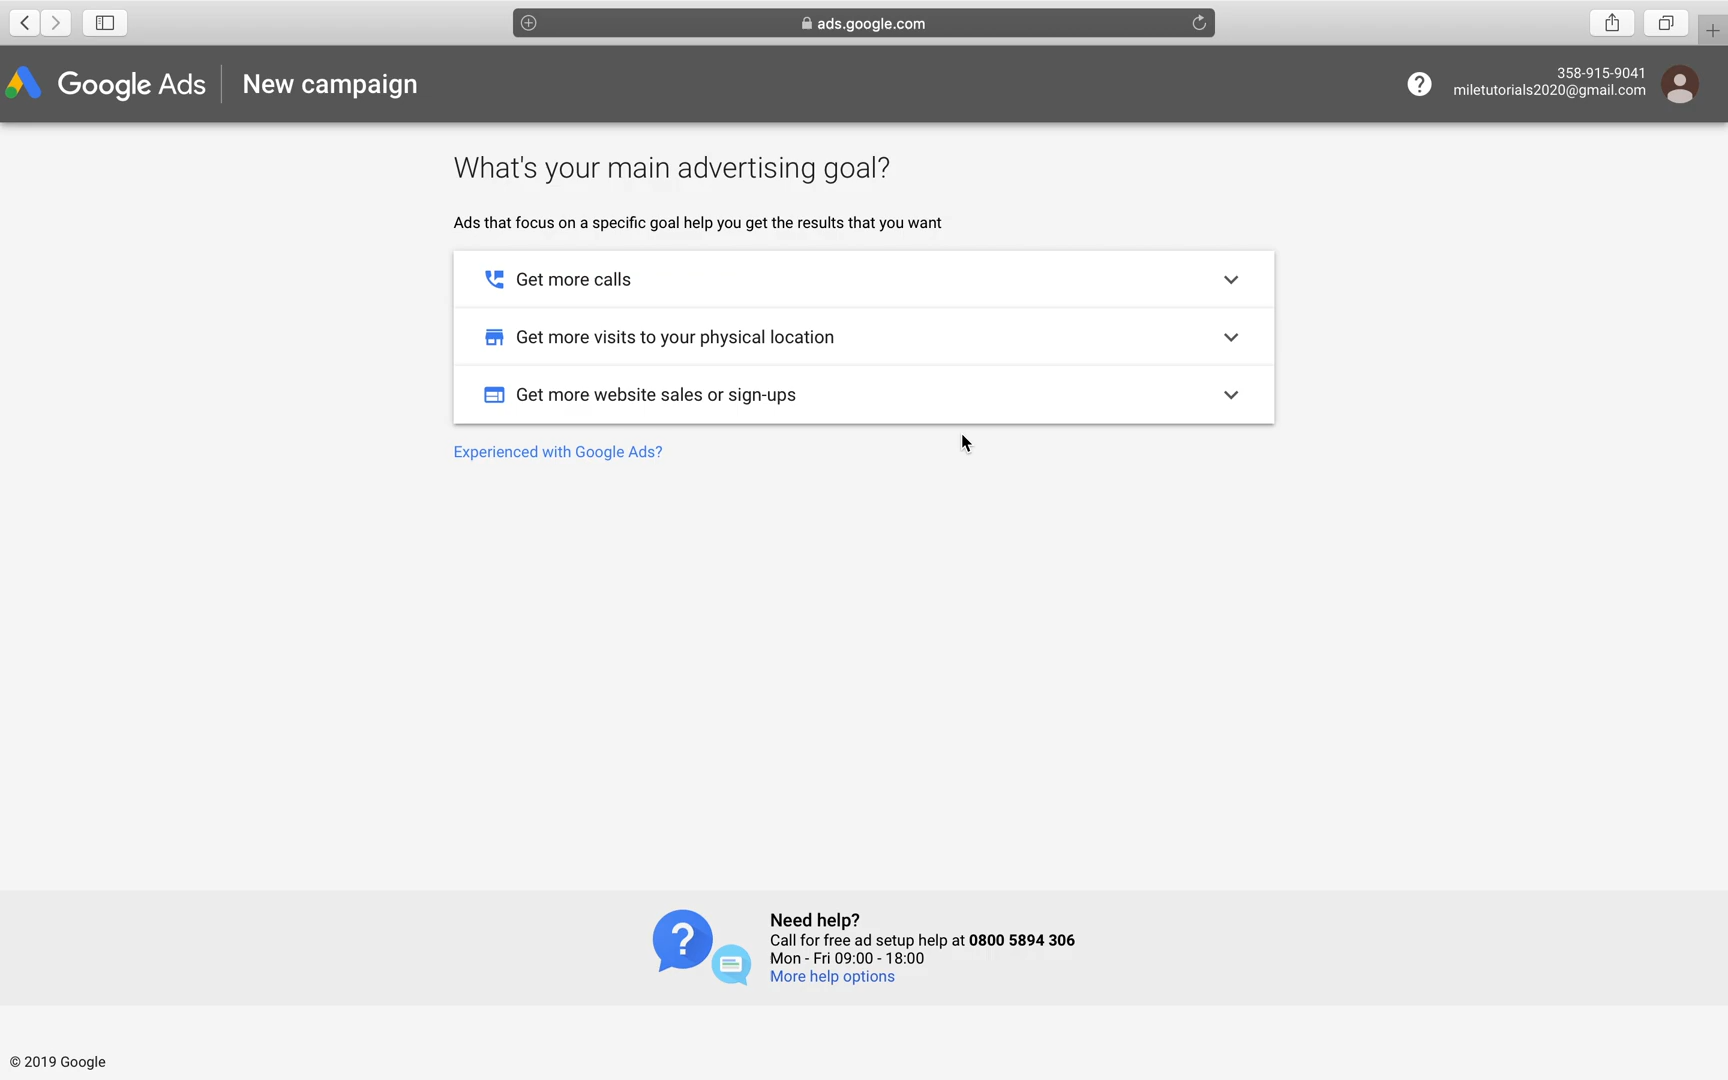 ads.google.com
Google Ads New campaign
358-915-9041
miletutorials2020@gmail.com
What's your main advertising goal?
Ads that focus on a specific goal help you get the results that you want
Get more calls
Get more visits to your physical location
Get more website sales or sign-ups
Experienced with Google Ads?
Need help?
Call for free ad setup help at 0800 5894 306
Mon - Fri 09:00 - 18:00
More help options
© 2019 Google